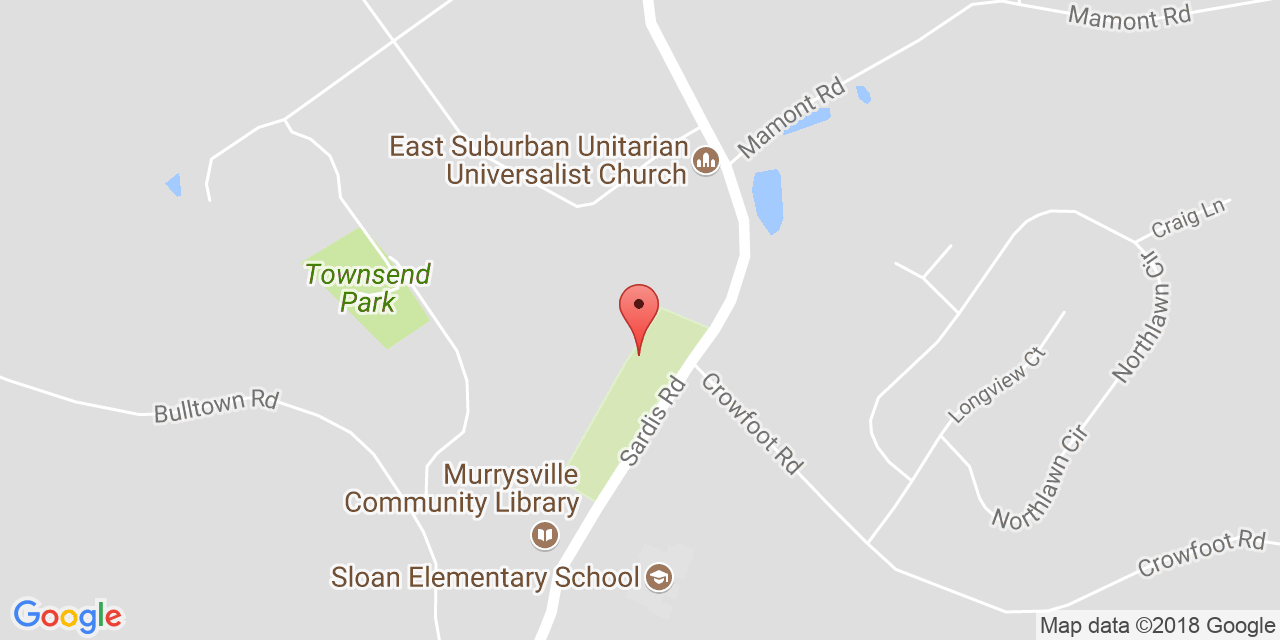 Mamont Rd
Mamont Rd
East Suburban Unitarian
Universalist Church
Craig Ln
Northlawn Cir
Townsend
Park
Longview Ct
Bulltown Rd
Sardis Rd
Crowfoot Rd
Northlawn Cir
Murrysville
Community Library
Crowfoot Rd
Sloan Elementary School
Google
Map data ©2018 Google